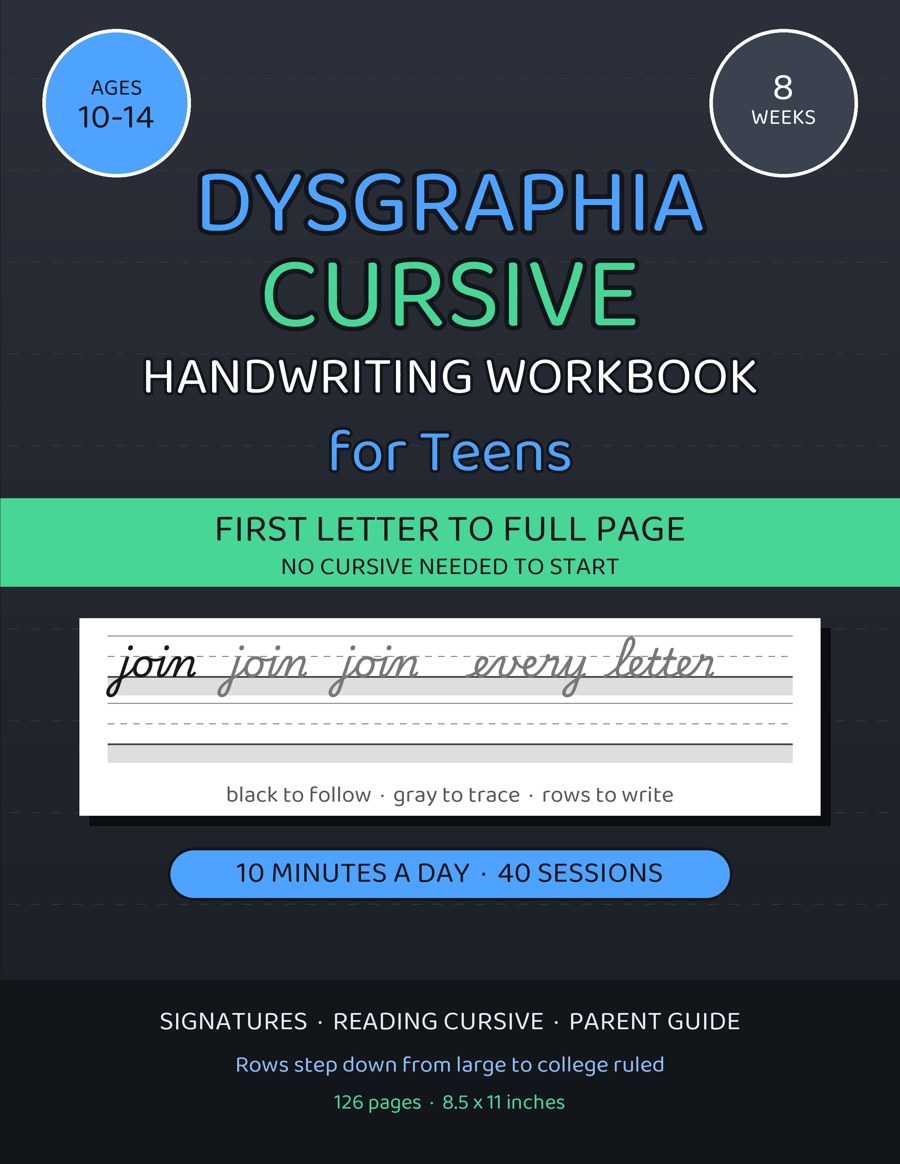 AGES
10-14
8
WEEKS
DYSGRAPHIA
CURSIVE
HANDWRITING WORKBOOK
for Teens
FIRST LETTER TO FULL PAGE
NO CURSIVE NEEDED TO START
join join join every letter
black to follow · gray to trace · rows to write
10 MINUTES A DAY · 40 SESSIONS
SIGNATURES · READING CURSIVE · PARENT GUIDE
Rows step down from large to college ruled
126 pages · 8.5 x 11 inches